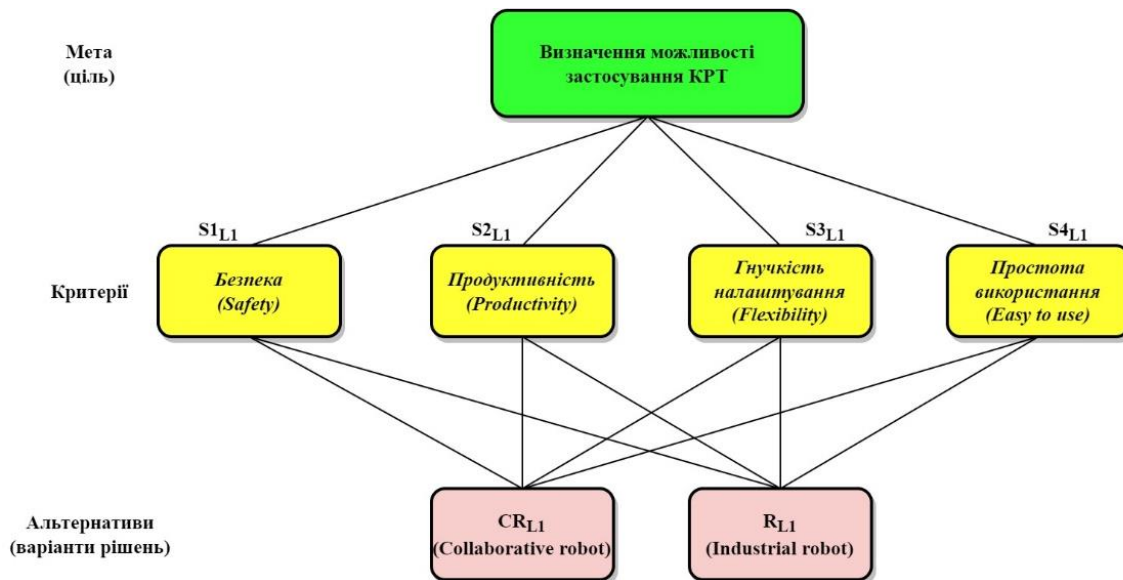 Мета
(ціль)
Визначення можливості
застосування КРТ
S1L1
S2L1
S3L1
S4L1
Критерії
Безпека
(Safety)
Продуктивність
(Productivity)
Гнучкість
налаштування
(Flexibility)
Простота
використання
(Easy to use)
Альтернативи
(варіанти рішень)
CRL1
(Collaborative robot)
RL1
(Industrial robot)